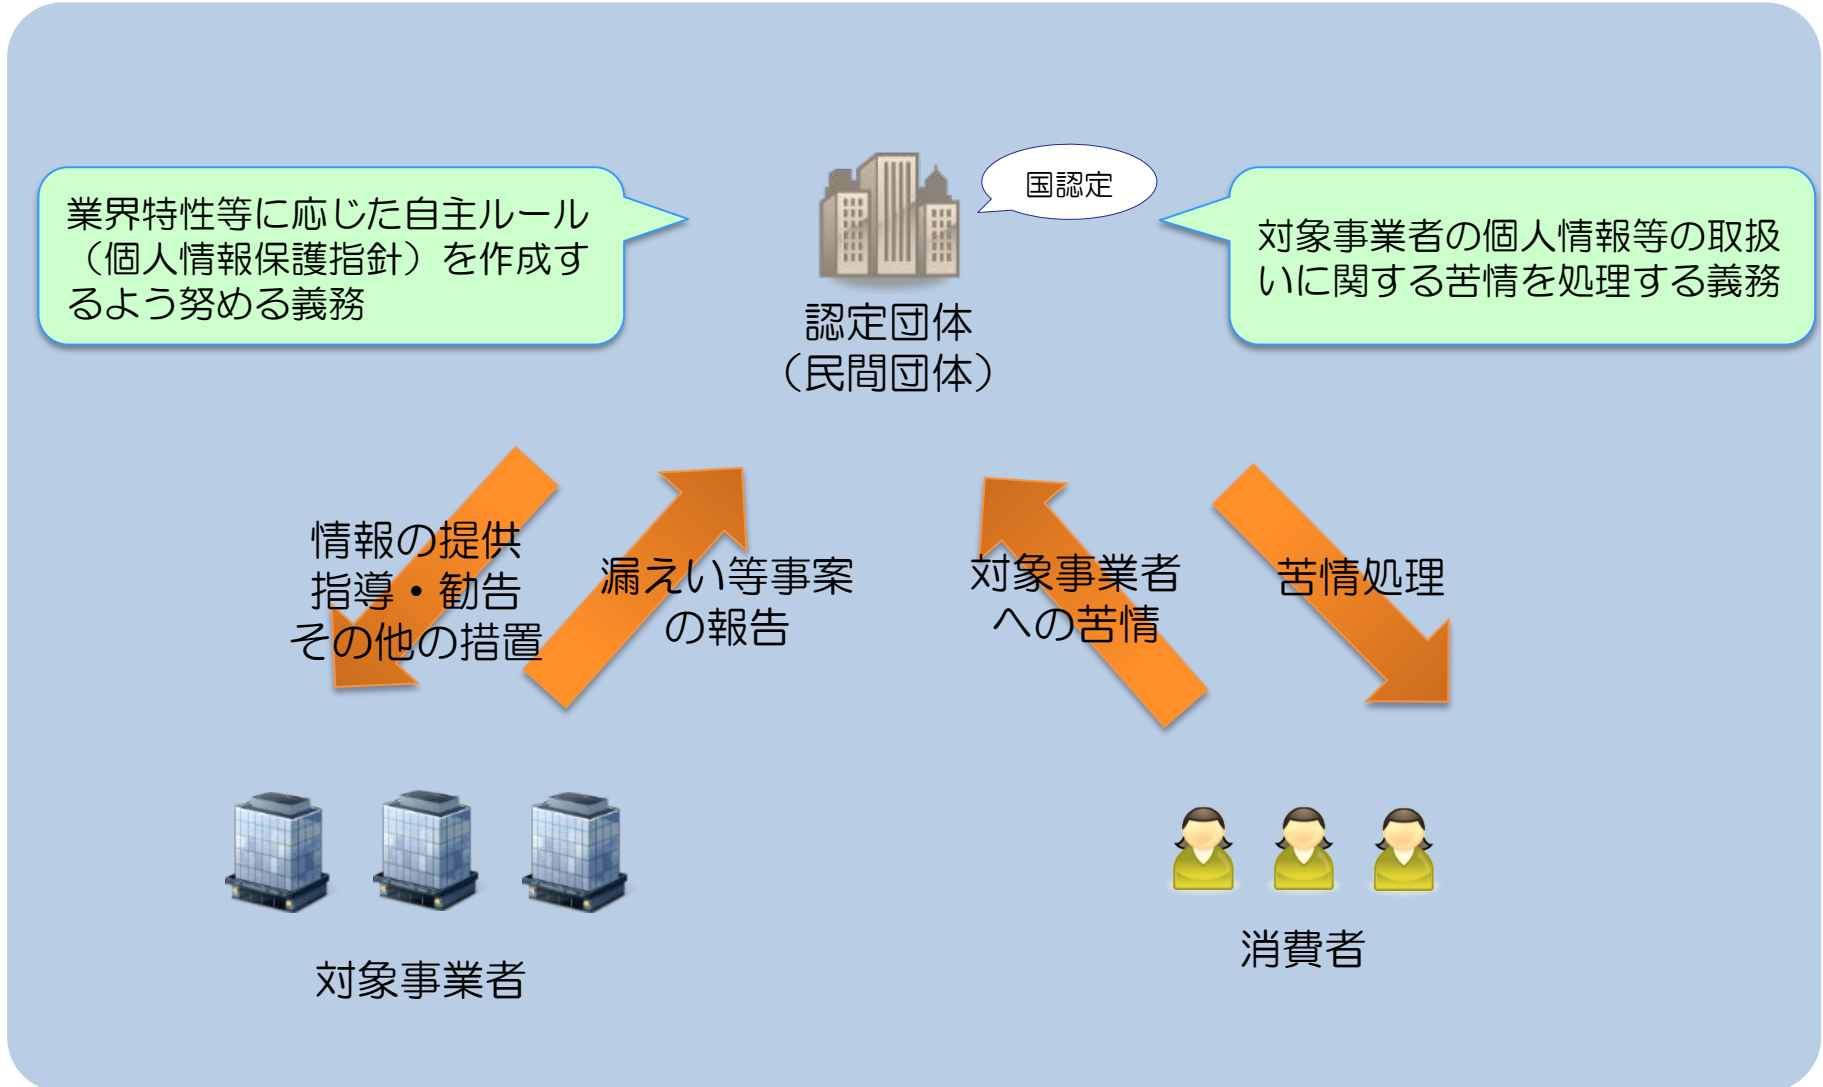 国認定
業界特性等に応じた自主ルール
（個人情報保護指針）を作成す
るよう努める義務
対象事業者の個人情報等の取扱
いに関する苦情を処理する義務
認定団体
（民間団体）
情報の提供
指導・勧告
その他の措置
漏えい等事案
の報告
対象事業者
への苦情
苦情処理
対象事業者
消費者